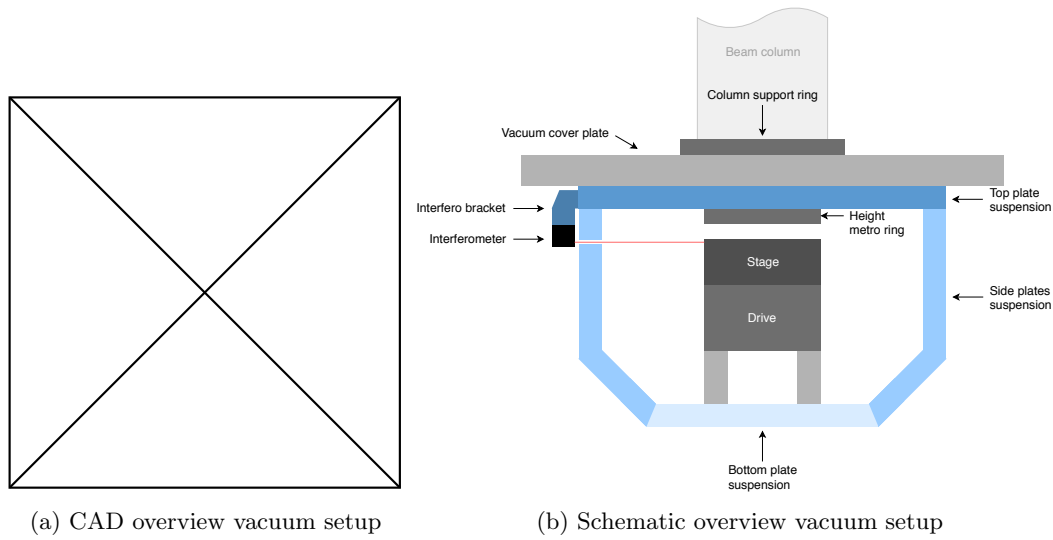 Beam column
Column support ring
Vacuum cover plate
Top plate
suspension
Interfero bracket
Height
metro ring
Interferometer
Stage
Side plates
suspension
Drive
Bottom plate
suspension
(a) CAD overview vacuum setup
(b) Schematic overview vacuum setup